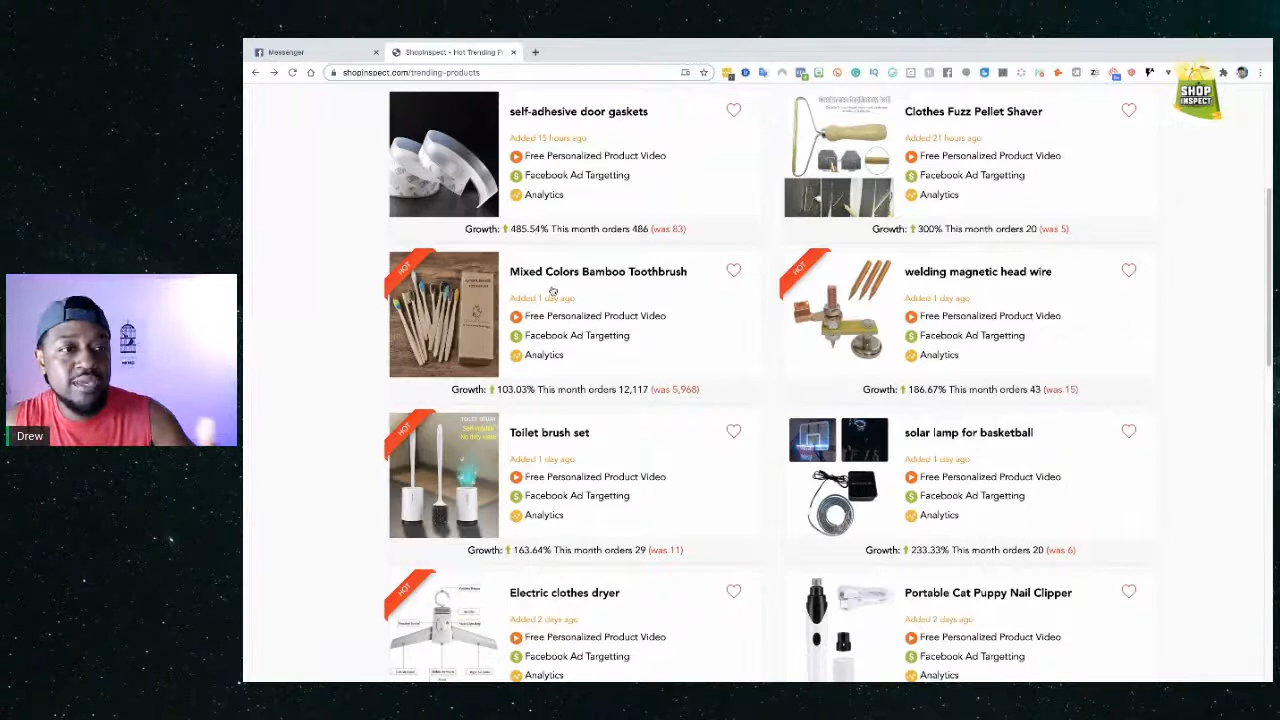 Messenger
ShopInspect - Hot Trending Pr
shopinspect.com/trending-products
SHOP
INSPECT
self-adhesive door gaskets
Added 15 hours ago
Free Personalized Product Video
Facebook Ad Targetting
Analytics
Growth: 485.54% This month orders 486 (was 83)
Clothes Fuzz Pellet Shaver
Added 21 hours ago
Free Personalized Product Video
Facebook Ad Targetting
Analytics
Growth: 300% This month orders 20 (was 5)
HOT
Mixed Colors Bamboo Toothbrush
Added 1 day ago
Free Personalized Product Video
Facebook Ad Targetting
Analytics
Growth: 103.03% This month orders 12,117 (was 5,968)
HOT
welding magnetic head wire
Added 1 day ago
Free Personalized Product Video
Facebook Ad Targetting
Analytics
Growth: 186.67% This month orders 43 (was 15)
HOT
TOILET BRUSH
No dirty water
Toilet brush set
Added 1 day ago
Free Personalized Product Video
Facebook Ad Targetting
Analytics
Growth: 163.64% This month orders 29 (was 11)
solar lamp for basketball
Added 1 day ago
Free Personalized Product Video
Facebook Ad Targetting
Analytics
Growth: 233.33% This month orders 20 (was 6)
HOT
Electric clothes dryer
Added 2 days ago
Free Personalized Product Video
Facebook Ad Targetting
Analytics
Portable Cat Puppy Nail Clipper
Added 2 days ago
Free Personalized Product Video
Facebook Ad Targetting
Analytics
Drew